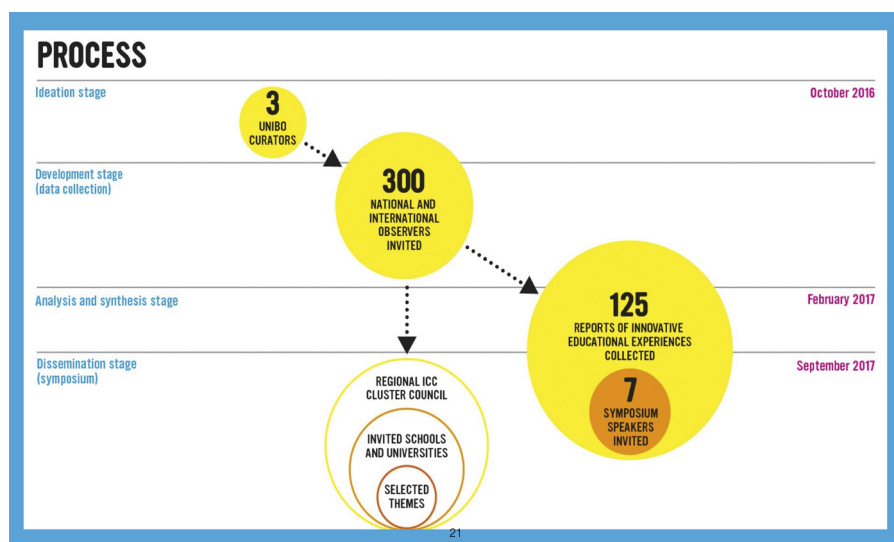 PROCESS
Ideation stage
October 2016
3
UNIBO
CURATORS
Development stage
(data collection)
300
NATIONAL AND
INTERNATIONAL
OBSERVERS
INVITED
Analysis and synthesis stage
February 2017
125
REPORTS OF INNOVATIVE
EDUCATIONAL EXPERIENCES
COLLECTED
Dissemination stage
(symposium)
September 2017
7
SYMPOSIUM
SPEAKERS
INVITED
REGIONAL ICC
CLUSTER COUNCIL
INVITED SCHOOLS
AND UNIVERSITIES
SELECTED
THEMES
21